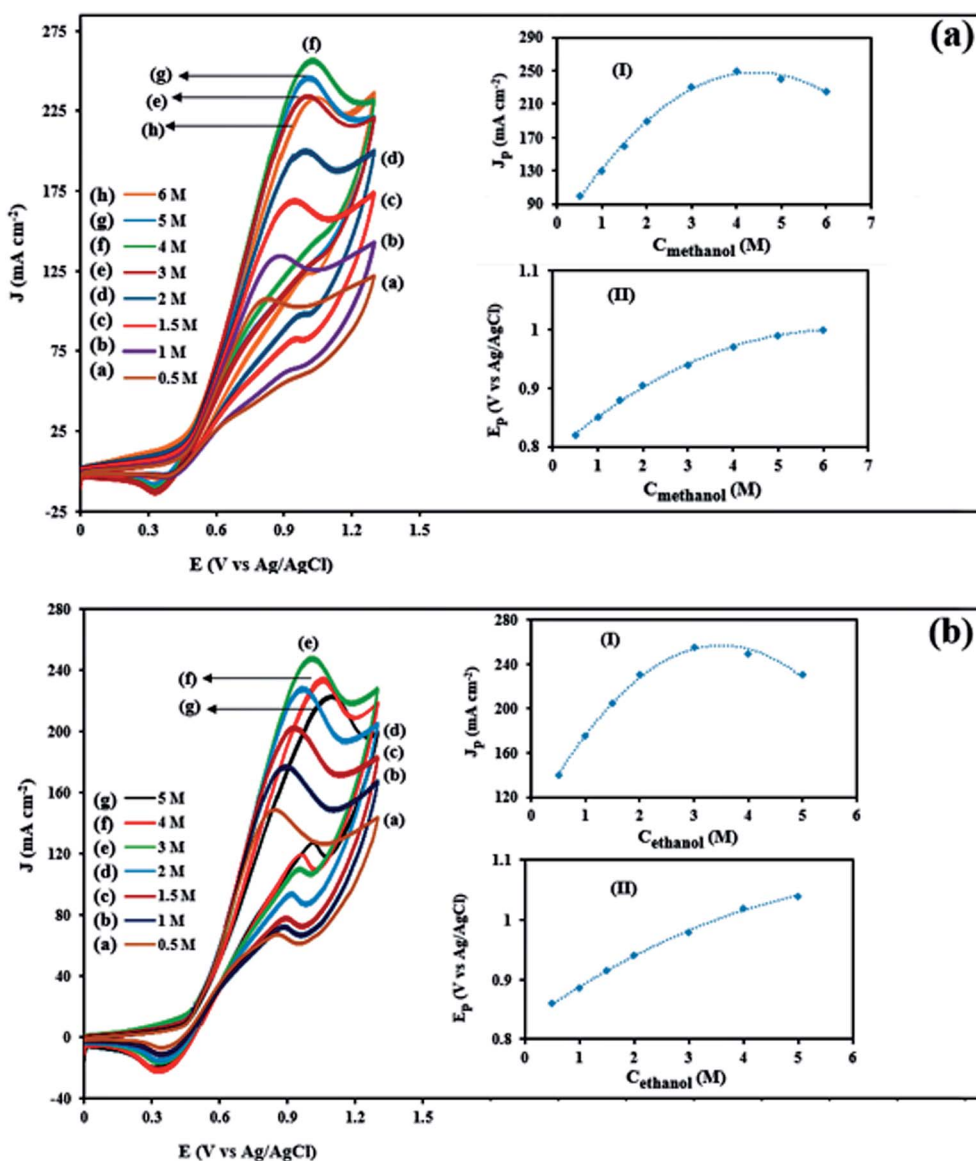 (a)
275
225
175
125
75
25
-25
J (mA cm-2)
0
0.3
0.6
0.9
1.2
1.5
E (V vs Ag/AgCl)
(f)
(g)
(e)
(h)
(d)
(c)
(b)
(a)
(h) 6 M
(g) 5 M
(f) 4 M
(e) 3 M
(d) 2 M
(c) 1.5 M
(b) 1 M
(a) 0.5 M
(I)
290
250
210
170
130
90
Jp (mA cm-2)
0 1 2 3 4 5 6 7
Cmethanol (M)
(II)
1.1
1
0.9
0.8
Ep (V vs Ag/AgCl)
0 1 2 3 4 5 6 7
Cmethanol (M)
(b)
280
240
200
160
120
80
40
0
-40
J (mA cm-2)
0
0.3
0.6
0.9
1.2
1.5
E (V vs Ag/AgCl)
(e)
(f)
(g)
(d)
(c)
(b)
(a)
(g) 5 M
(f) 4 M
(e) 3 M
(d) 2 M
(c) 1.5 M
(b) 1 M
(a) 0.5 M
(I)
280
240
200
160
120
Jp (mA cm-2)
0 1 2 3 4 5 6
Cethanol (M)
(II)
1.1
1
0.9
0.8
Ep (V vs Ag/AgCl)
0 1 2 3 4 5 6
Cethanol (M)